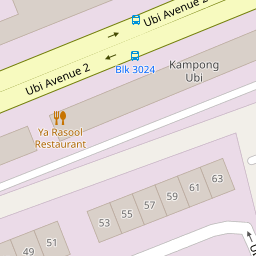 Ubi Avenue 2
Ubi Avenue 2
Blk 3024
Kampong
Ubi
Ya Rasool
Restaurant
63
61
59
57
55
53
51
49